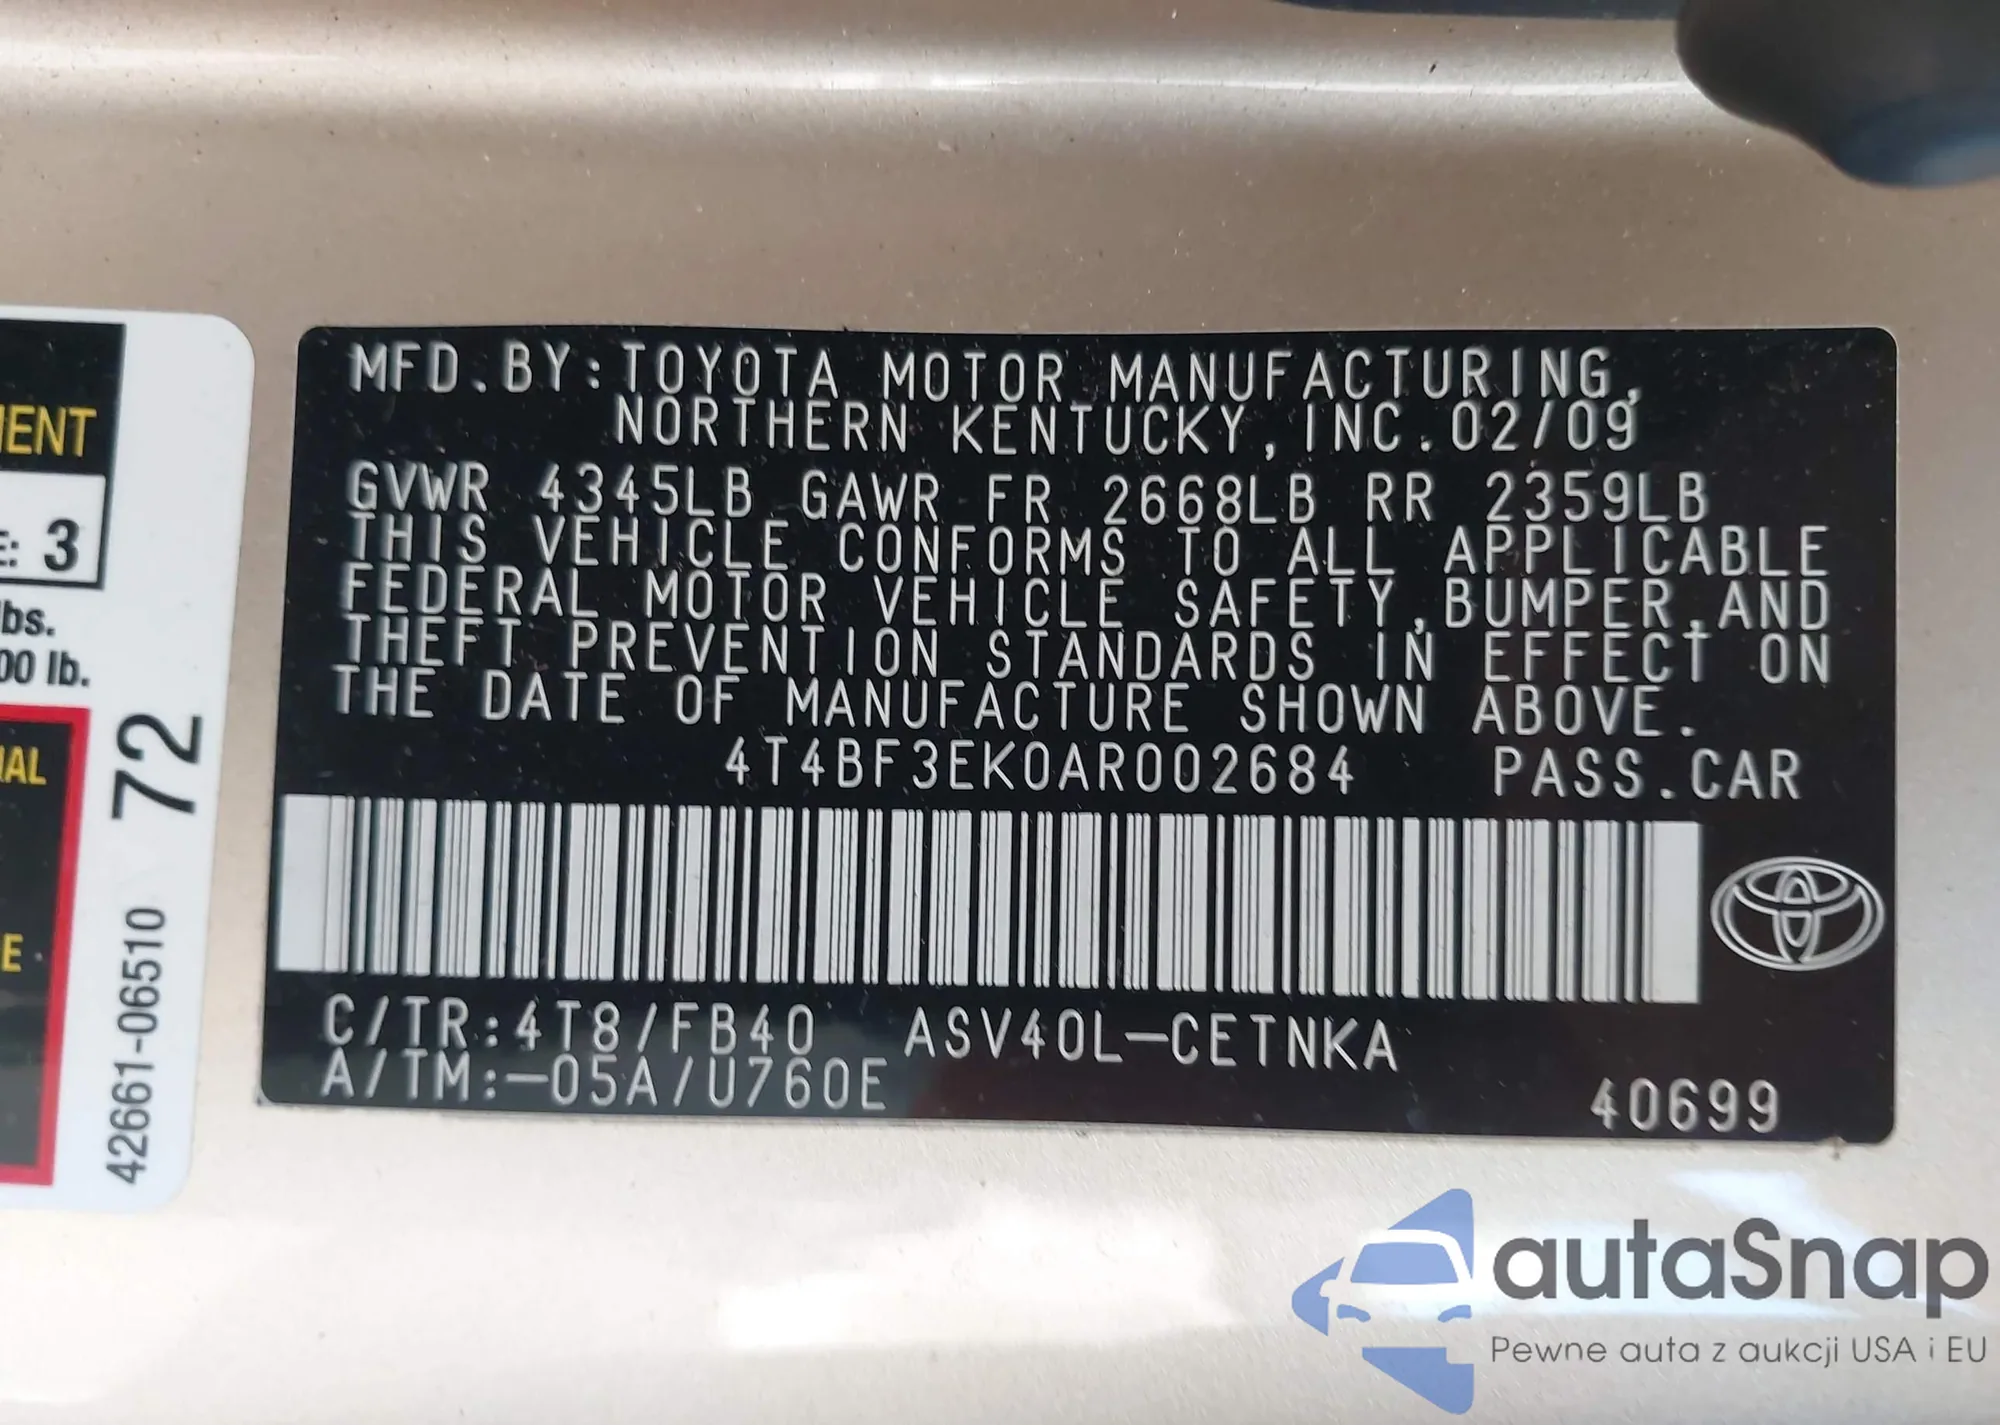 MENT
E: 3
lbs.
00 lb.
IAL
E
72
42661-06510
MFD.BY:TOYOTA MOTOR MANUFACTURING,
NORTHERN KENTUCKY,INC.02/09
GVWR 4345LB GAWR FR 2668LB RR 2359LB
THIS VEHICLE CONFORMS TO ALL APPLICABLE
FEDERAL MOTOR VEHICLE SAFETY,BUMPER,AND
THEFT PREVENTION STANDARDS IN EFFECT ON
THE DATE OF MANUFACTURE SHOWN ABOVE.
4T4BF3EK0AR002684 PASS.CAR
C/TR:4T8/FB40 ASV40L-CETNKA
A/TM:-05A/U760E
40699
autaSnap
Pewne auta z aukcji USA i EU